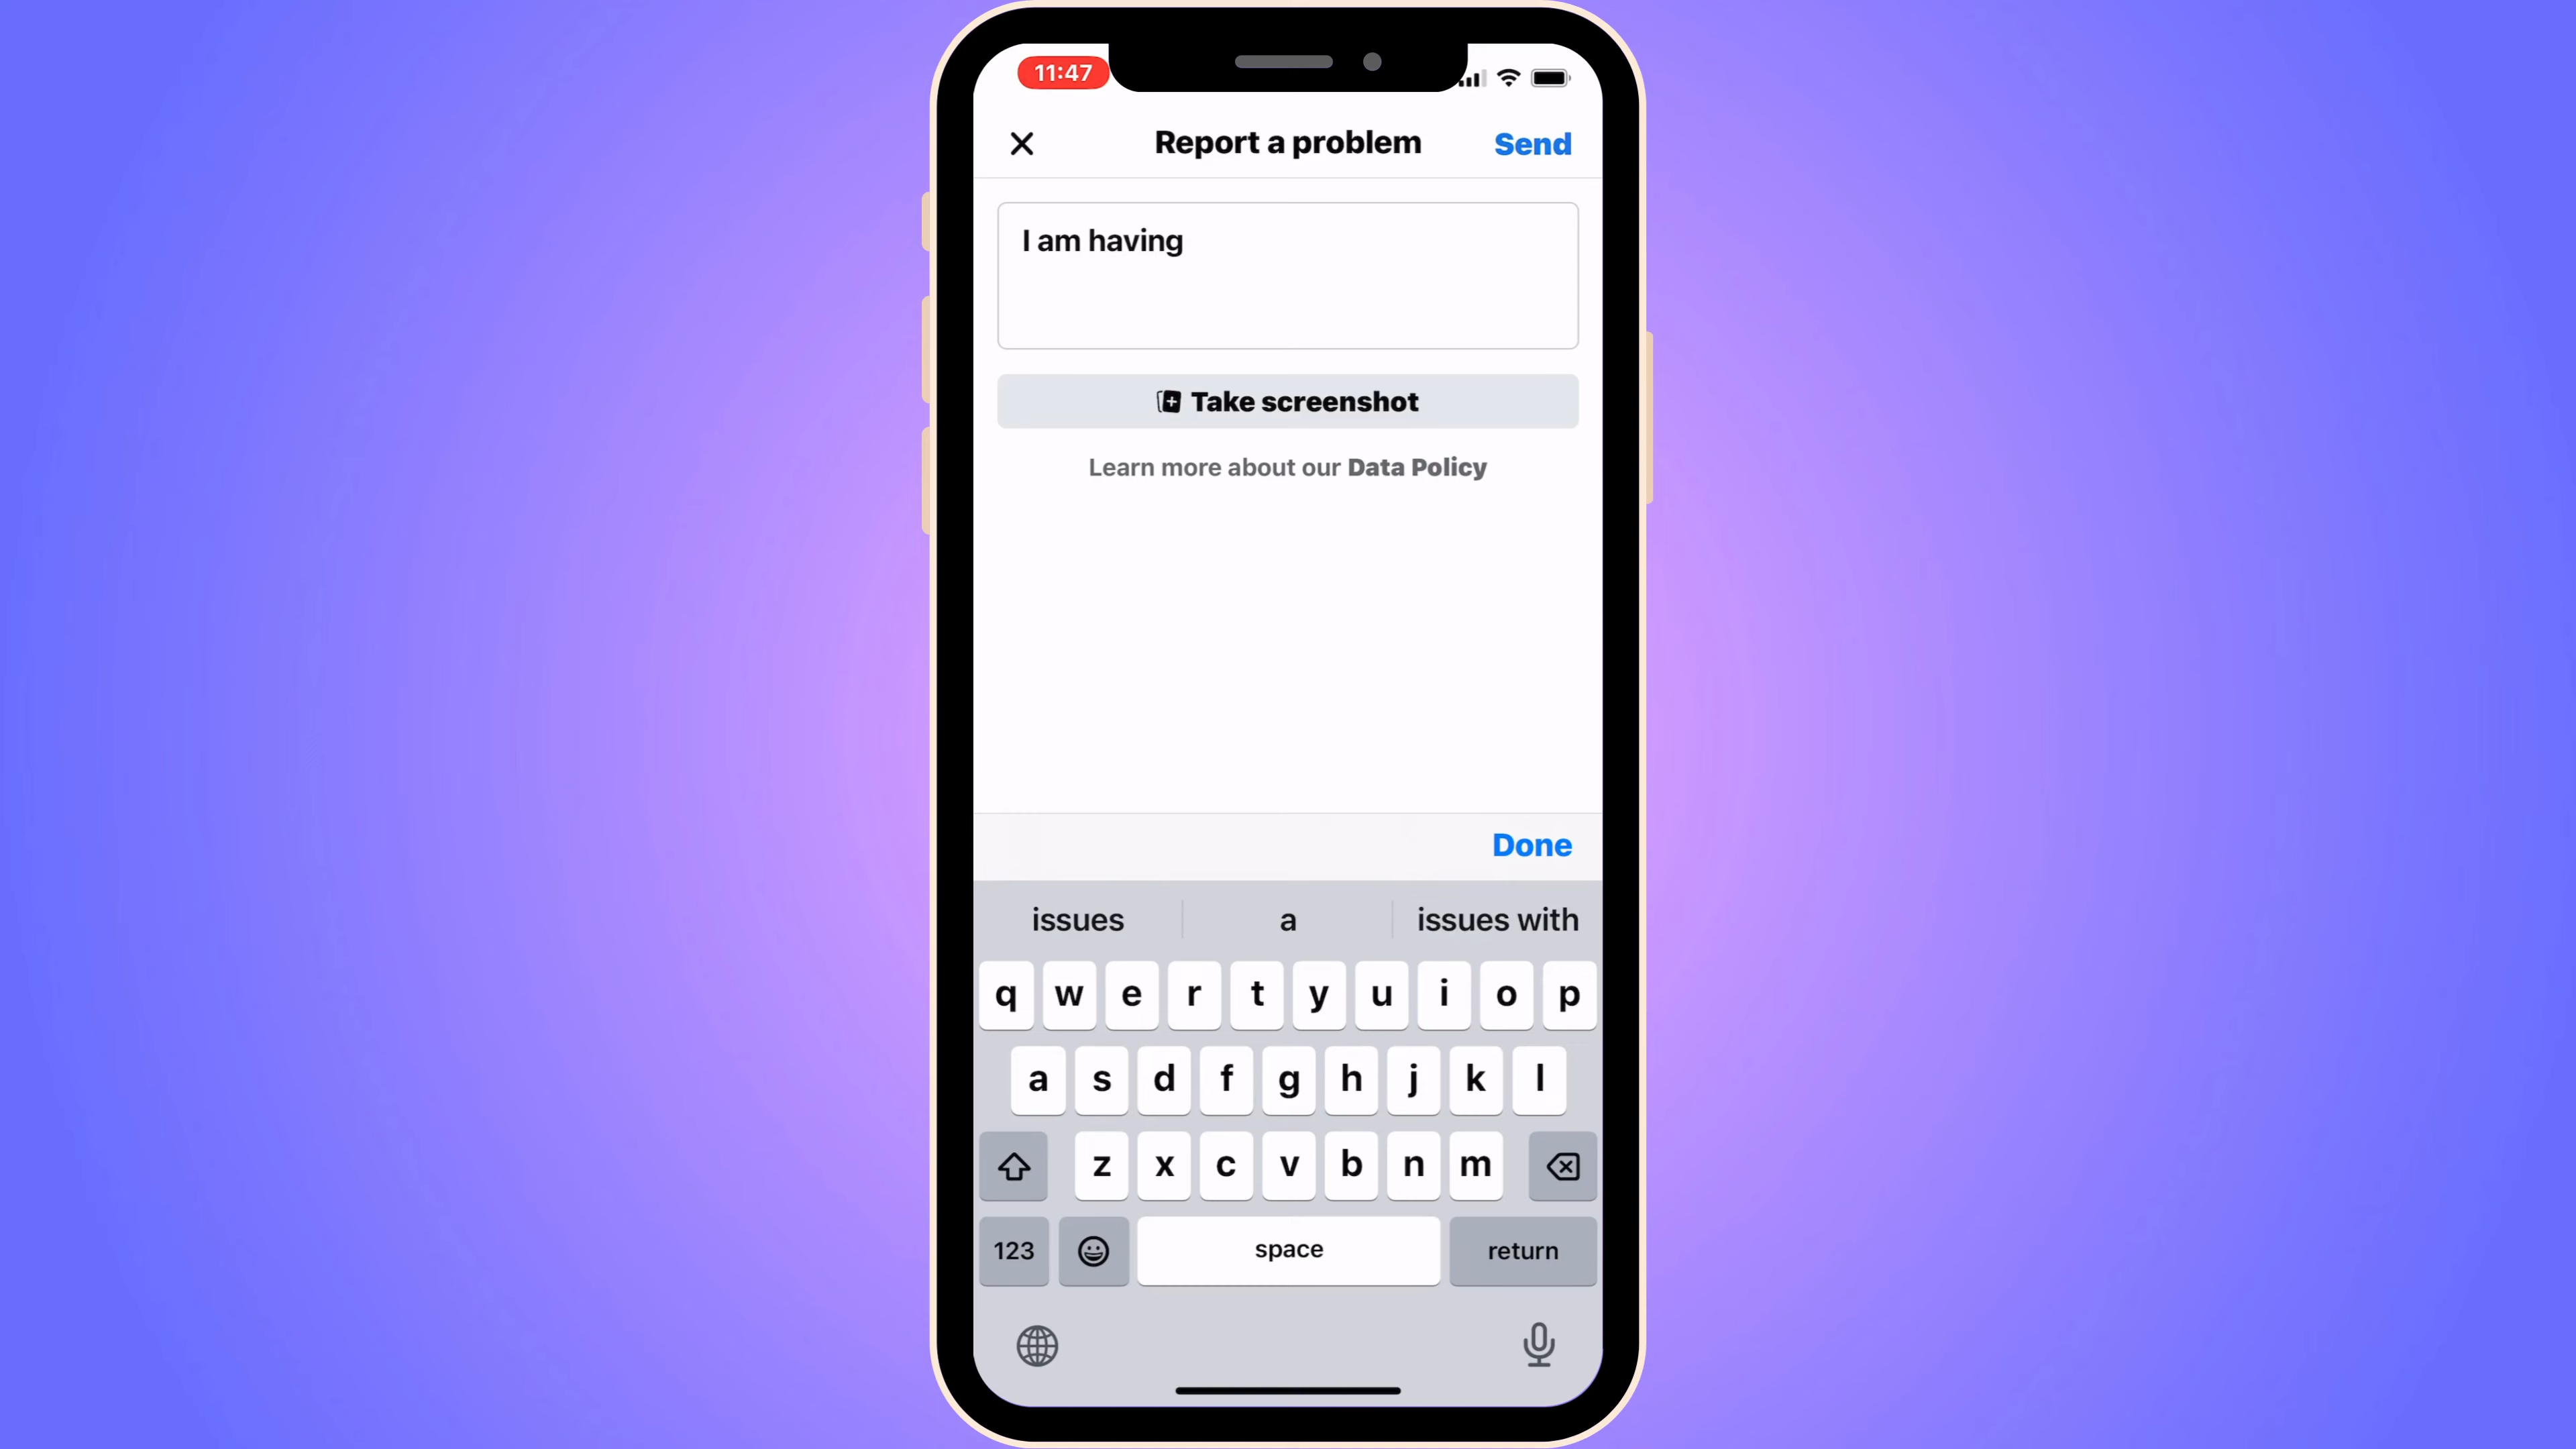 11:47
Report a problem Send
I am having
Take screenshot
Learn more about our Data Policy
Done
issues a issues with
q w e r t y u i o p
a s d f g h j k l
z x c v b n m
123 space return